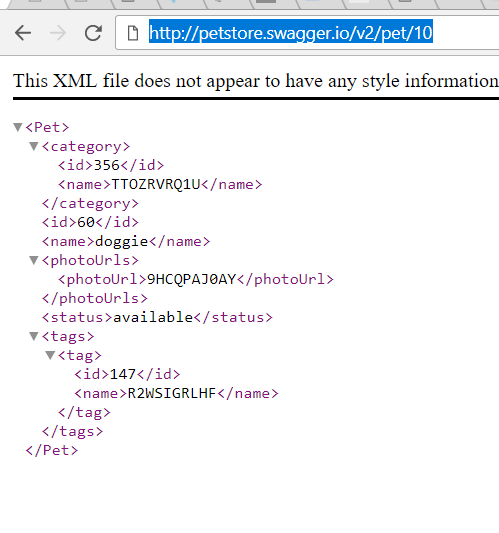 http://petstore.swagger.io/v2/pet/10
This XML file does not appear to have any style information
▼<Pet>
▼<category>
<id>356</id>
<name>TTOZRVRQ1U</name>
</category>
<id>60</id>
<name>doggie</name>
▼<photoUrls>
<photoUrl>9HCQPAJ0AY</photoUrl>
</photoUrls>
<status>available</status>
▼<tags>
▼<tag>
<id>147</id>
<name>R2WSIGRLHF</name>
</tag>
</tags>
</Pet>